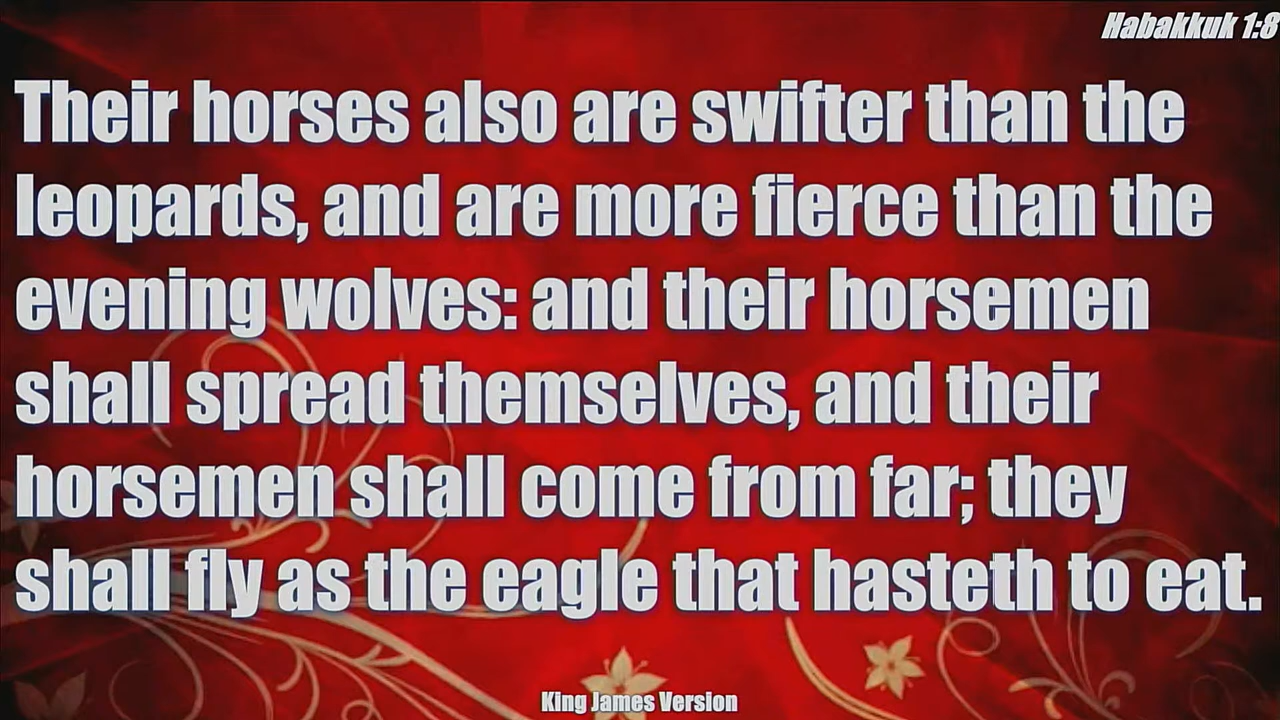 Habakkuk 1:8
Their horses also are swifter than the
leopards, and are more fierce than the
evening wolves: and their horsemen
shall spread themselves, and their
horsemen shall come from far; they
shall fly as the eagle that hasteth to eat.
King James Version